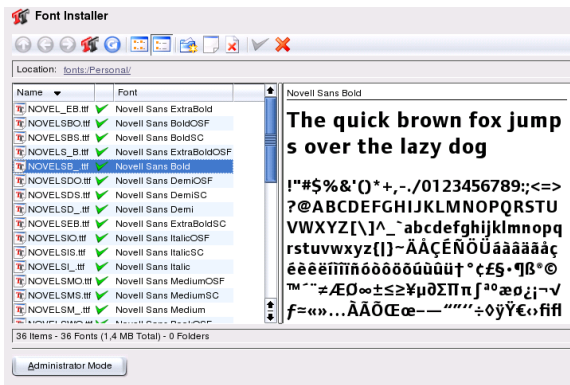 Font Installer
Location: fonts:/Personal/
Name Font
NOVEL_EB.ttf Novell Sans ExtraBold
NOVELSBO.ttf Novell Sans BoldOSF
NOVELSBS.ttf Novell Sans BoldSC
NOVELS_B.ttf Novell Sans ExtraBoldOSF
NOVELSB_.ttf Novell Sans Bold
NOVELSDO.ttf Novell Sans DemiOSF
NOVELSDS.ttf Novell Sans DemiSC
NOVELSD_.ttf Novell Sans Demi
NOVELSEB.ttf Novell Sans ExtraBoldSC
NOVELSIO.ttf Novell Sans ItalicOSF
NOVELSIS.ttf Novell Sans ItalicSC
NOVELSI_.ttf Novell Sans Italic
NOVELSMO.ttf Novell Sans MediumOSF
NOVELSMS.ttf Novell Sans MediumSC
NOVELSM_.ttf Novell Sans Medium
Novell Sans Bold
The quick brown fox jump
s over the lazy dog
!"#$%&'()*+,-./0123456789:;<=>
?@ABCDEFGHIJKLMNOPQRSTU
VWXYZ[\]^_`abcdefghijklmnopq
rstuvwxyz{|}~ÄÅÇÉÑÖÜáàâäãåç
éèêëíìîïñóòôöõúùûü†°¢£§•¶ß®©
™´¨≠ÆØ∞±≤≥¥µ∂Σ∏π∫ªºæø¿¡¬√
ƒ≈«»…ÀÃÕŒœ–—“”‘’÷◊ÿŸ€‹›fifl
36 Items - 36 Fonts (1,4 MB Total) - 0 Folders
Administrator Mode